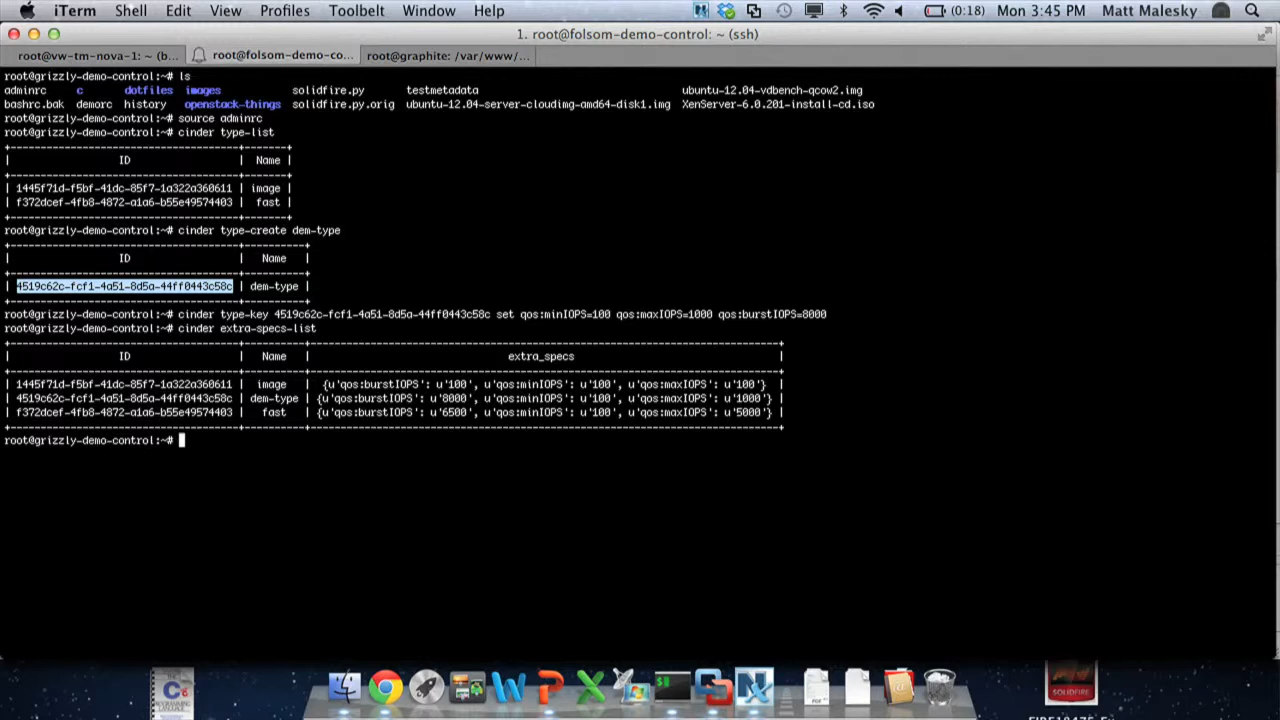 iTerm Shell Edit View Profiles Toolbelt Window Help (0:18) Mon 3:45 PM Matt Malesky
1. root@folsom-demo-control: ~ (ssh)
root@vw-tm-nova-1: ~ (b... root@folsom-demo-co... root@graphite: /var/www/...
root@grizzly-demo-control:~# ls
adminrc c dotfiles images solidfire.py testmetadata ubuntu-12.04-vdbench-qcow2.img
bashrc.bak demorc history openstack-things solidfire.py.orig ubuntu-12.04-server-cloudimg-amd64-disk1.img XenServer-6.0.201-install-cd.iso
root@grizzly-demo-control:~# source adminrc
root@grizzly-demo-control:~# cinder type-list
+--------------------------------------+-------+
| ID | Name |
+--------------------------------------+-------+
| 1445f71d-f5bf-41dc-85f7-1a322a360611 | image |
| f372dcef-4fb8-4872-a1a6-b55e49574403 | fast |
+--------------------------------------+-------+
root@grizzly-demo-control:~# cinder type-create dem-type
+--------------------------------------+----------+
| ID | Name |
+--------------------------------------+----------+
| 4519c62c-fcf1-4a51-8d5a-44ff0443c58c | dem-type |
+--------------------------------------+----------+
root@grizzly-demo-control:~# cinder type-key 4519c62c-fcf1-4a51-8d5a-44ff0443c58c set qos:minIOPS=100 qos:maxIOPS=1000 qos:burstIOPS=8000
root@grizzly-demo-control:~# cinder extra-specs-list
+--------------------------------------+----------+------------------------------------------------------------------------------+
| ID | Name | extra_specs |
+--------------------------------------+----------+------------------------------------------------------------------------------+
| 1445f71d-f5bf-41dc-85f7-1a322a360611 | image | {u'qos:burstIOPS': u'100', u'qos:minIOPS': u'100', u'qos:maxIOPS': u'100'} |
| 4519c62c-fcf1-4a51-8d5a-44ff0443c58c | dem-type | {u'qos:burstIOPS': u'8000', u'qos:minIOPS': u'100', u'qos:maxIOPS': u'1000'} |
| f372dcef-4fb8-4872-a1a6-b55e49574403 | fast | {u'qos:burstIOPS': u'6500', u'qos:minIOPS': u'100', u'qos:maxIOPS': u'5000'} |
+--------------------------------------+----------+------------------------------------------------------------------------------+
root@grizzly-demo-control:~#
SOLIDFIRE